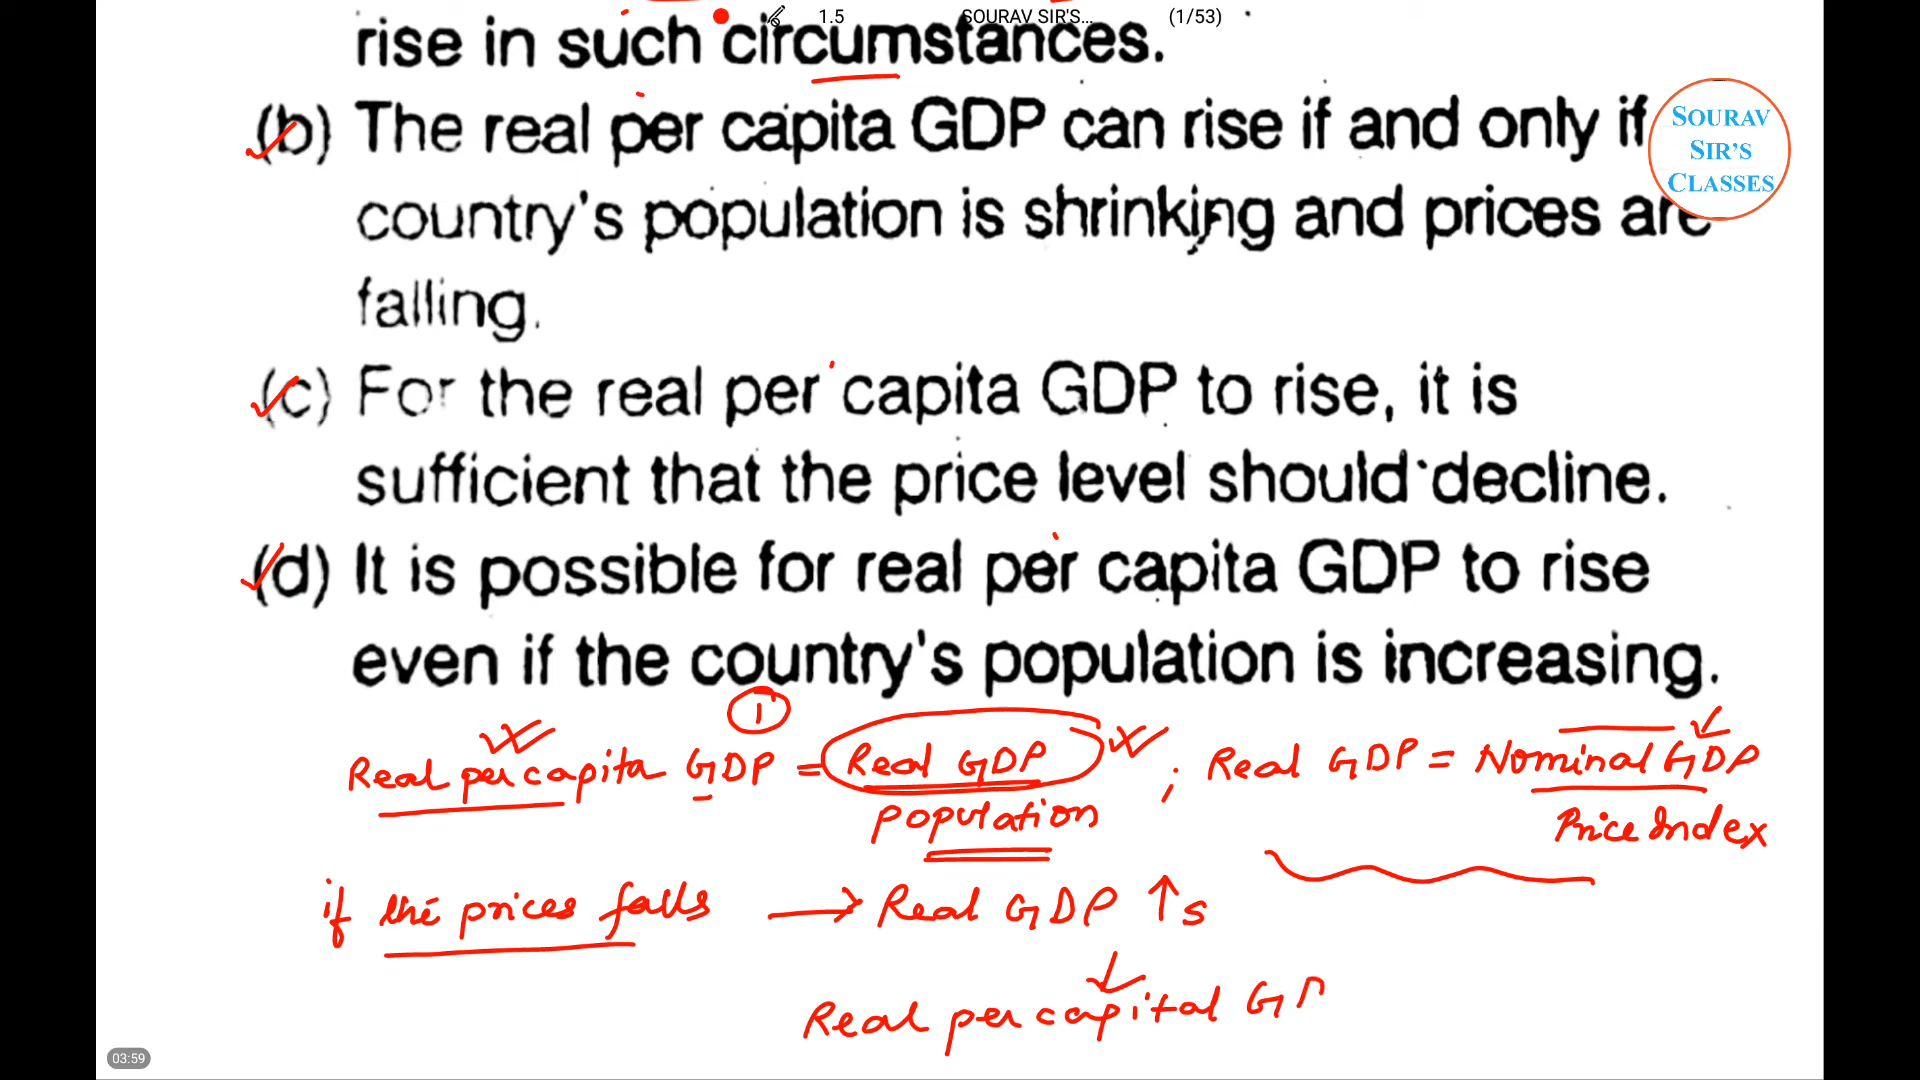 1.5 SOURAV SIR'S... (1/53)
rise in such circumstances.
(b) The real per capita GDP can rise if and only if
country's population is shrinking and prices are
falling.
SOURAV
SIR'S
CLASSES
(c) For the real per capita GDP to rise, it is
sufficient that the price level should decline.
(d) It is possible for real per capita GDP to rise
even if the country's population is increasing.
1
Real per capita GDP = Real GDP ; Real GDP = Nominal GDP
Population Price Index
if the prices falls → Real GDP ↑s
↓
Real per capital GD
03:59